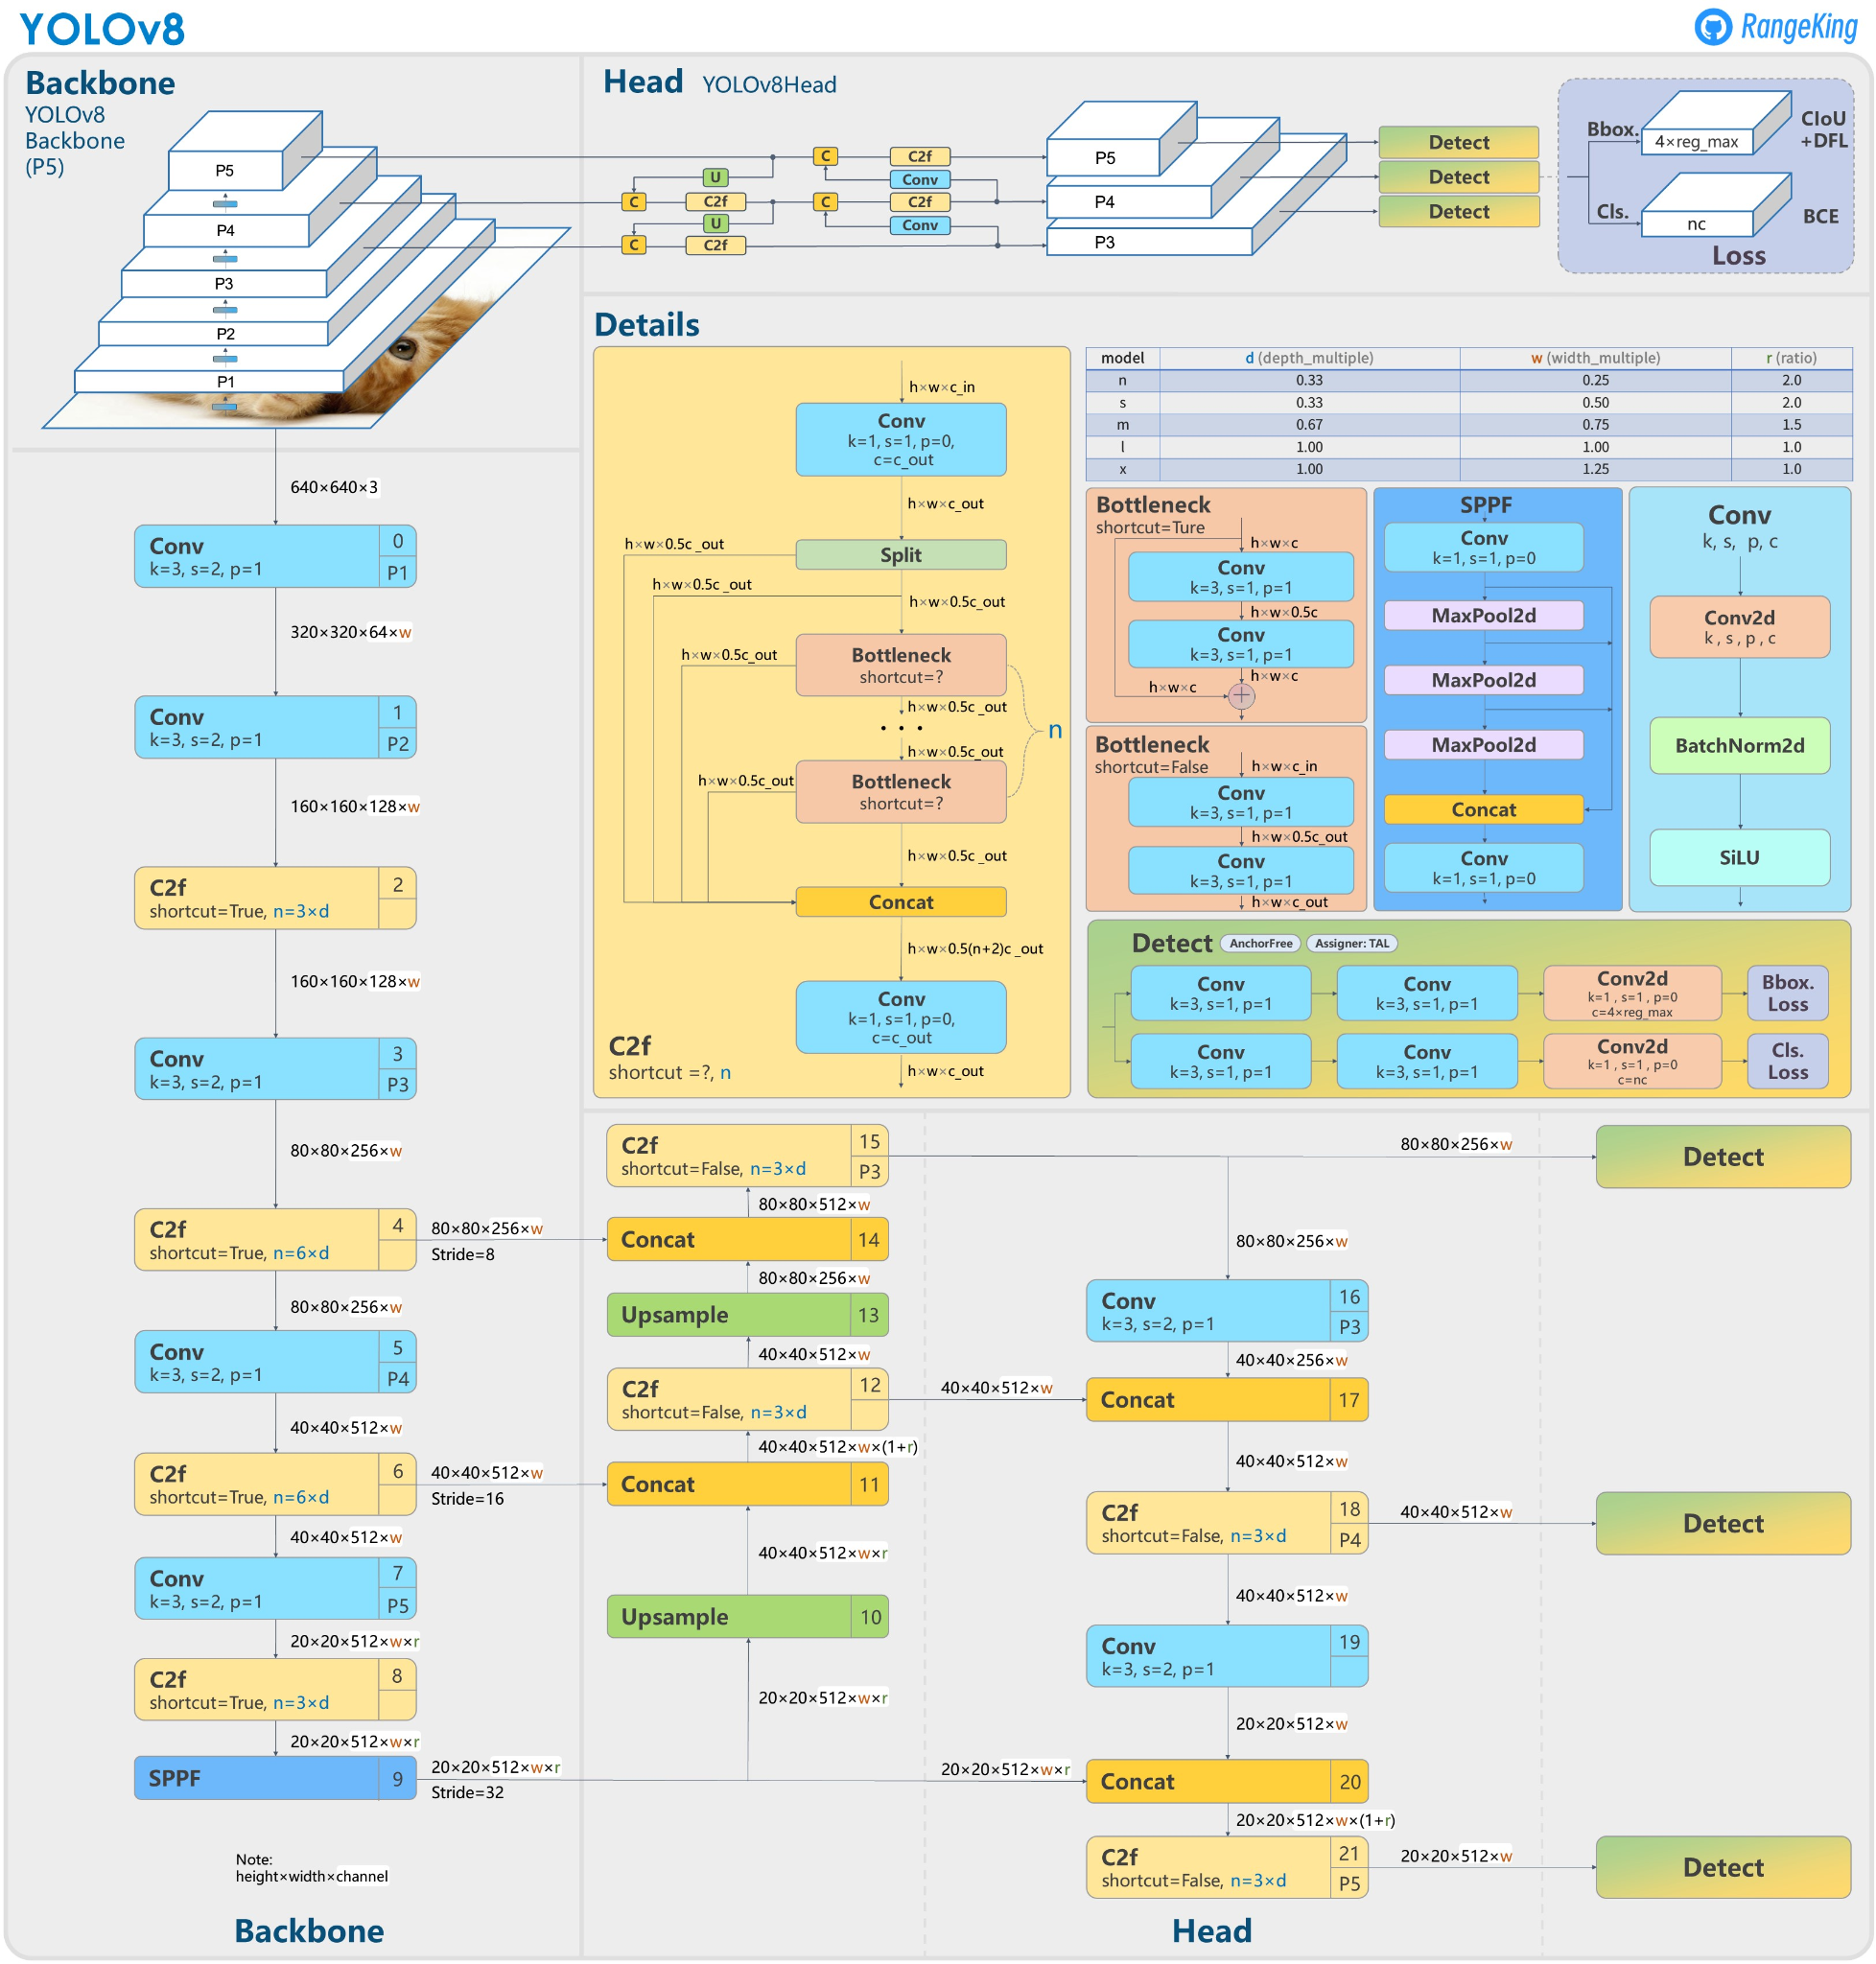 YOLOv8
RangeKing
Backbone
YOLOv8
Backbone
(P5)
P5
P4
P3
P2
P1
Head YOLOv8Head
U
C C2f
U
C C2f
C C2f
Conv
C C2f
Conv
P5
P4
P3
Detect
Detect
Detect
Bbox.
4×reg_max
CIoU
+DFL
Cls.
nc
BCE
Loss
640×640×3
Conv 0
k=3, s=2, p=1 P1
320×320×64×w
Conv 1
k=3, s=2, p=1 P2
160×160×128×w
C2f 2
shortcut=True, n=3×d
160×160×128×w
Conv 3
k=3, s=2, p=1 P3
80×80×256×w
C2f 4
shortcut=True, n=6×d
80×80×256×w
Stride=8
80×80×256×w
Conv 5
k=3, s=2, p=1 P4
40×40×512×w
C2f 6
shortcut=True, n=6×d
40×40×512×w
Stride=16
40×40×512×w
Conv 7
k=3, s=2, p=1 P5
20×20×512×w×r
C2f 8
shortcut=True, n=3×d
20×20×512×w×r
SPPF 9
20×20×512×w×r
Stride=32
Note:
height×width×channel
Backbone
Details
h×w×c_in
Conv
k=1, s=1, p=0,
c=c_out
h×w×c_out
h×w×0.5c _out
Split
h×w×0.5c _out
h×w×0.5c_out
h×w×0.5c_out
Bottleneck
shortcut=?
h×w×0.5c _out
. . .
n
h×w×0.5c_out
h×w×0.5c_out
Bottleneck
shortcut=?
h×w×0.5c _out
Concat
h×w×0.5(n+2)c _out
Conv
k=1, s=1, p=0,
c=c_out
h×w×c_out
C2f
shortcut =?, n
model d (depth_multiple) w (width_multiple) r (ratio)
n 0.33 0.25 2.0
s 0.33 0.50 2.0
m 0.67 0.75 1.5
l 1.00 1.00 1.0
x 1.00 1.25 1.0
Bottleneck
shortcut=Ture
h×w×c
Conv
k=3, s=1, p=1
h×w×0.5c
Conv
k=3, s=1, p=1
h×w×c
h×w×c
+
Bottleneck
shortcut=False
h×w×c_in
Conv
k=3, s=1, p=1
h×w×0.5c_out
Conv
k=3, s=1, p=1
h×w×c_out
SPPF
Conv
k=1, s=1, p=0
MaxPool2d
MaxPool2d
MaxPool2d
Concat
Conv
k=1, s=1, p=0
Conv
k, s, p, c
Conv2d
k , s , p , c
BatchNorm2d
SiLU
Detect AnchorFree Assigner: TAL
Conv
k=3, s=1, p=1
Conv
k=3, s=1, p=1
Conv2d
k=1 , s=1 , p=0
c=4×reg_max
Bbox.
Loss
Conv
k=3, s=1, p=1
Conv
k=3, s=1, p=1
Conv2d
k=1 , s=1 , p=0
c=nc
Cls.
Loss
C2f 15
shortcut=False, n=3×d P3
80×80×512×w
Concat 14
80×80×256×w
Upsample 13
40×40×512×w
C2f 12
shortcut=False, n=3×d
40×40×512×w×(1+r)
Concat 11
40×40×512×w×r
Upsample 10
20×20×512×w×r
80×80×256×w
Detect
80×80×256×w
Conv 16
k=3, s=2, p=1 P3
40×40×256×w
40×40×512×w
Concat 17
40×40×512×w
C2f 18
shortcut=False, n=3×d P4
40×40×512×w
Detect
40×40×512×w
Conv 19
k=3, s=2, p=1
20×20×512×w
20×20×512×w×r
Concat 20
20×20×512×w×(1+r)
C2f 21
shortcut=False, n=3×d P5
20×20×512×w
Detect
Head